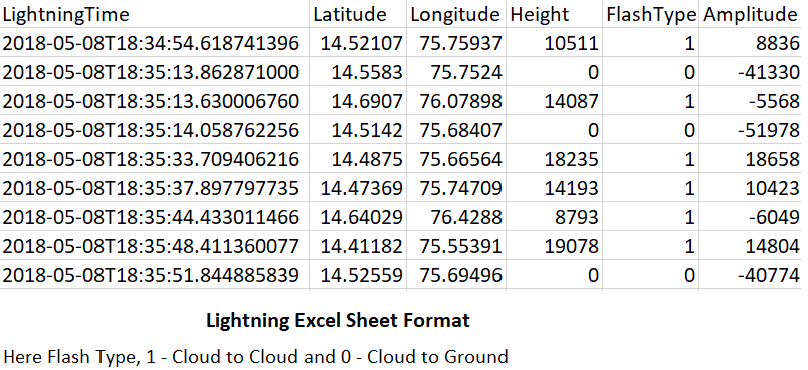 LightningTime Latitude Longitude Height FlashType Amplitude
2018-05-08T18:34:54.618741396 14.52107 75.75937 10511 1 8836
2018-05-08T18:35:13.862871000 14.5583 75.7524 0 0 -41330
2018-05-08T18:35:13.630006760 14.6907 76.07898 14087 1 -5568
2018-05-08T18:35:14.058762256 14.5142 75.68407 0 0 -51978
2018-05-08T18:35:33.709406216 14.4875 75.66564 18235 1 18658
2018-05-08T18:35:37.897797735 14.47369 75.74709 14193 1 10423
2018-05-08T18:35:44.433011466 14.64029 76.4288 8793 1 -6049
2018-05-08T18:35:48.411360077 14.41182 75.55391 19078 1 14804
2018-05-08T18:35:51.844885839 14.52559 75.69496 0 0 -40774
Lightning Excel Sheet Format
Here Flash Type, 1 - Cloud to Cloud and 0 - Cloud to Ground